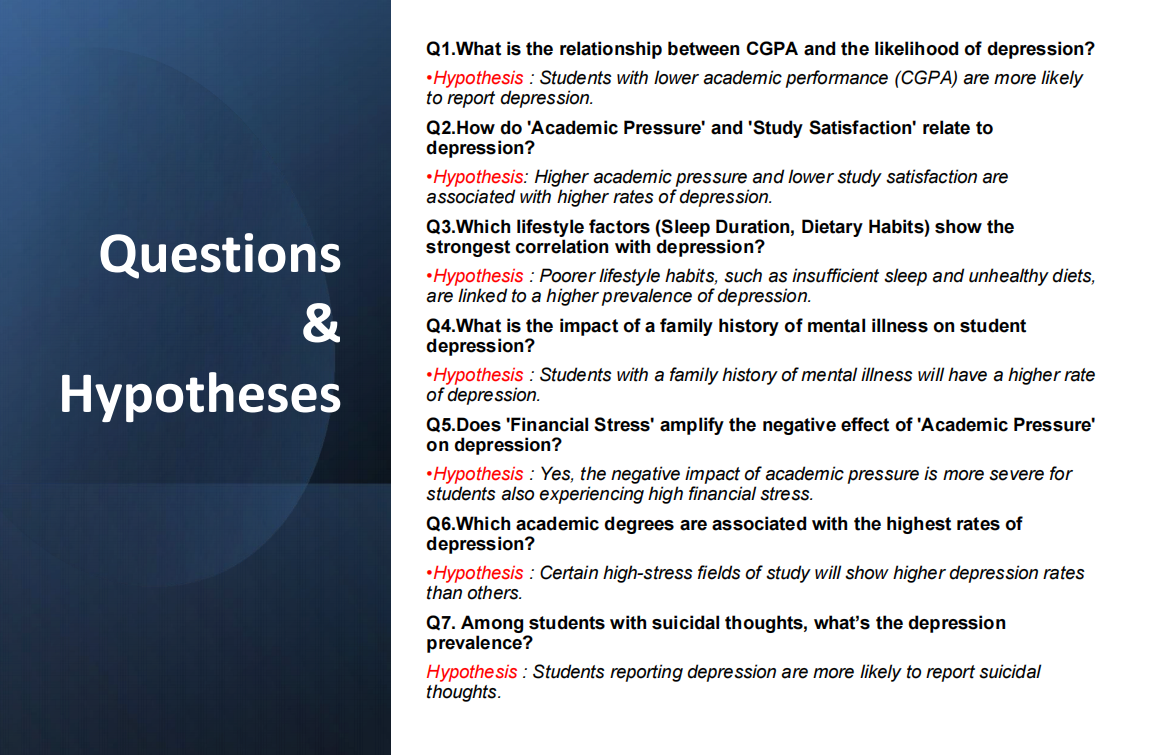 Questions
&
Hypotheses
Q1.What is the relationship between CGPA and the likelihood of depression?
•Hypothesis : Students with lower academic performance (CGPA) are more likely
to report depression.
Q2.How do 'Academic Pressure' and 'Study Satisfaction' relate to
depression?
•Hypothesis: Higher academic pressure and lower study satisfaction are
associated with higher rates of depression.
Q3.Which lifestyle factors (Sleep Duration, Dietary Habits) show the
strongest correlation with depression?
•Hypothesis : Poorer lifestyle habits, such as insufficient sleep and unhealthy diets,
are linked to a higher prevalence of depression.
Q4.What is the impact of a family history of mental illness on student
depression?
•Hypothesis : Students with a family history of mental illness will have a higher rate
of depression.
Q5.Does 'Financial Stress' amplify the negative effect of 'Academic Pressure'
on depression?
•Hypothesis : Yes, the negative impact of academic pressure is more severe for
students also experiencing high financial stress.
Q6.Which academic degrees are associated with the highest rates of
depression?
•Hypothesis : Certain high-stress fields of study will show higher depression rates
than others.
Q7. Among students with suicidal thoughts, what’s the depression
prevalence?
Hypothesis : Students reporting depression are more likely to report suicidal
thoughts.